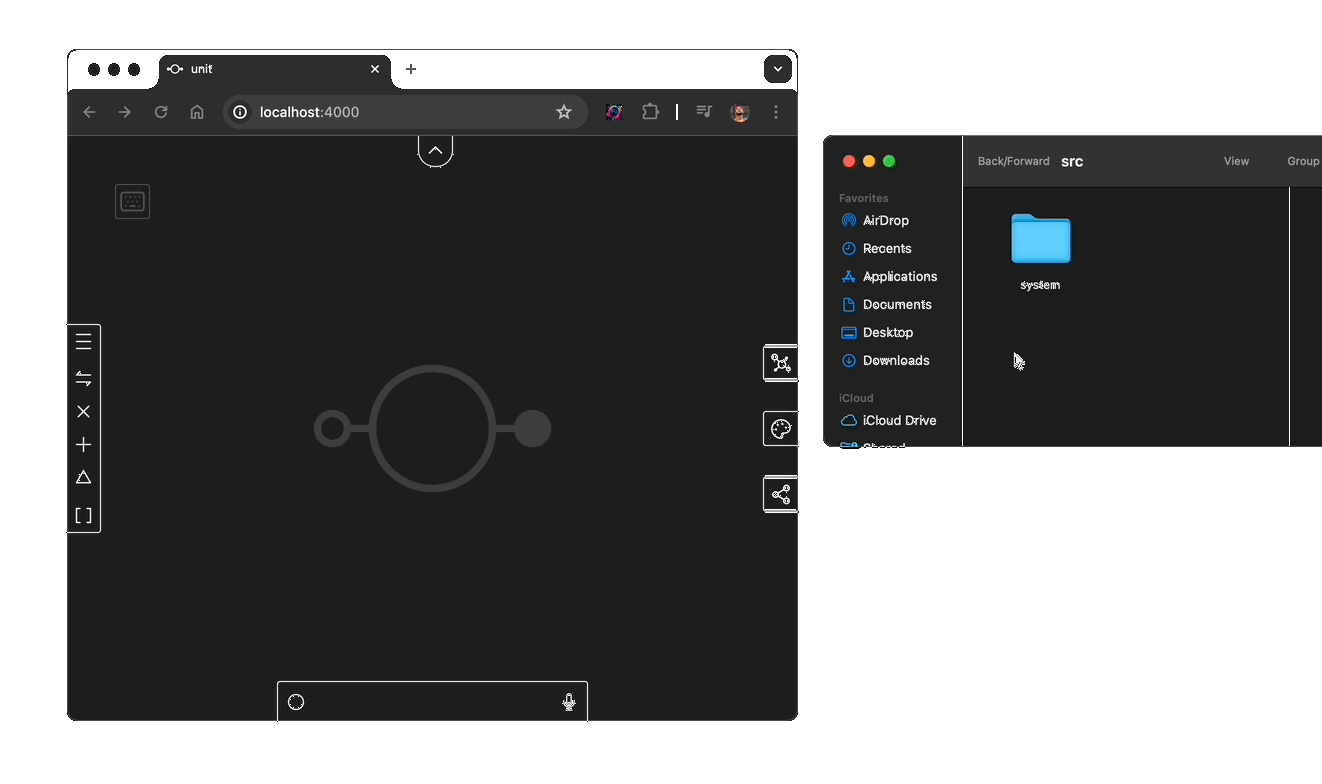 unit
localhost:4000
Back/Forward src View Group
Favorites
AirDrop
Recents
Applications
Documents
Desktop
Downloads
iCloud
iCloud Drive
Shared
system